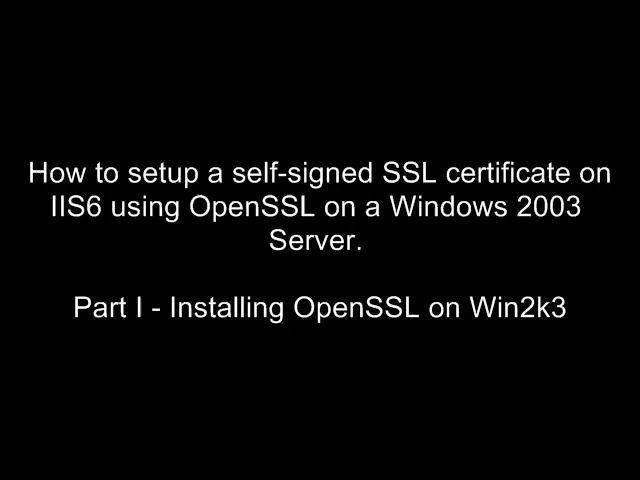 How to setup a self-signed SSL certificate on
IIS6 using OpenSSL on a Windows 2003
Server.
Part I - Installing OpenSSL on Win2k3